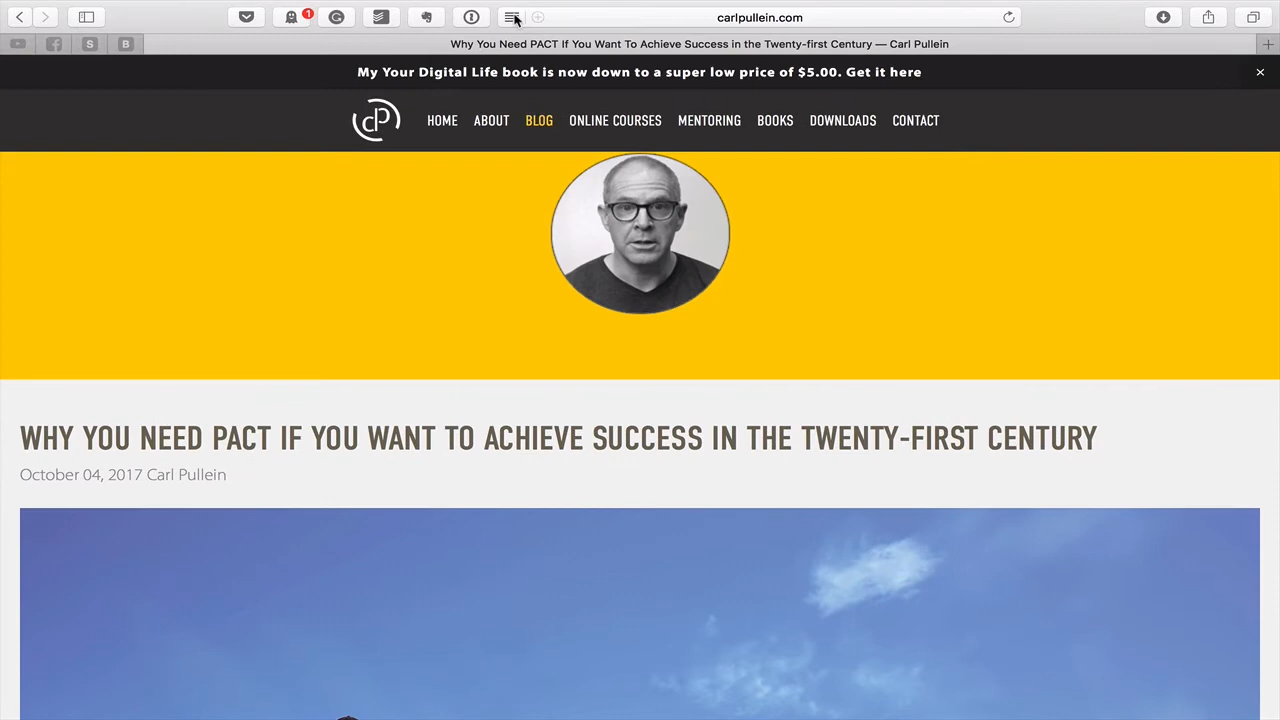 1
carlpullein.com
S
B
Why You Need PACT If You Want To Achieve Success in the Twenty-first Century — Carl Pullein
My Your Digital Life book is now down to a super low price of $5.00. Get it here
cp
HOME ABOUT BLOG ONLINE COURSES MENTORING BOOKS DOWNLOADS CONTACT
WHY YOU NEED PACT IF YOU WANT TO ACHIEVE SUCCESS IN THE TWENTY-FIRST CENTURY
October 04, 2017 Carl Pullein